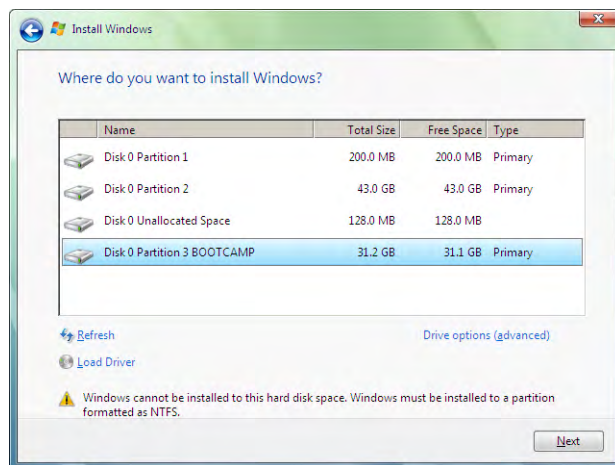 Install Windows
Where do you want to install Windows?
Name Total Size Free Space Type
Disk 0 Partition 1 200.0 MB 200.0 MB Primary
Disk 0 Partition 2 43.0 GB 43.0 GB Primary
Disk 0 Unallocated Space 128.0 MB 128.0 MB
Disk 0 Partition 3 BOOTCAMP 31.2 GB 31.1 GB Primary
Refresh Drive options (advanced)
Load Driver
Windows cannot be installed to this hard disk space. Windows must be installed to a partition
formatted as NTFS.
Next